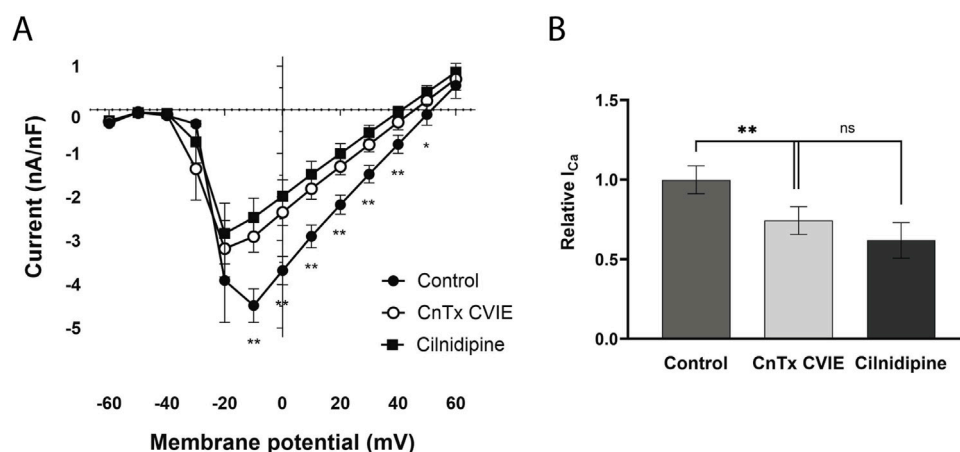 A
1
0
-1
-2
-3
-4
-5
Current (nA/nF)
**
**
**
**
**
**
*
Control
CnTx CVIE
Cilnidipine
-60 -40 -20 0 20 40 60
Membrane potential (mV)
B
1.5
1.0
0.5
0.0
Relative ICa
**
ns
Control CnTx CVIE Cilnidipine